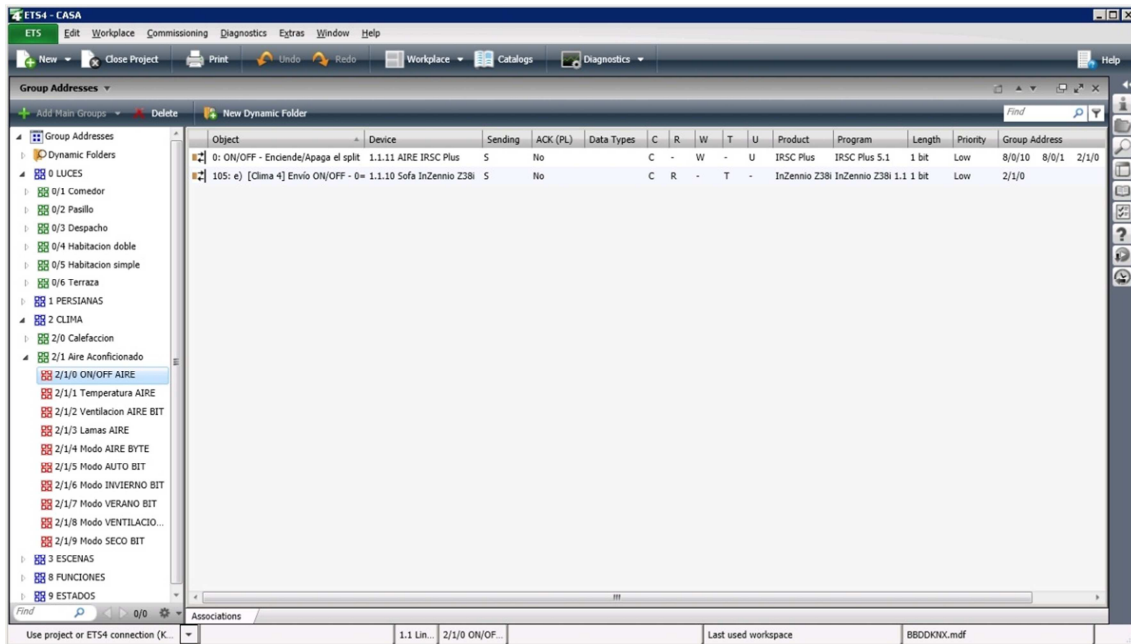 ETS4 - CASA
ETS Edit Workplace Commissioning Diagnostics Extras Window Help
New Close Project Print Undo Redo Workplace Catalogs Diagnostics Help
Group Addresses
Add Main Groups Delete New Dynamic Folder Find
Object Device Sending ACK (PL) Data Types C R W T U Product Program Length Priority Group Address
0: ON/OFF - Enciende/Apaga el split 1.1.11 AIRE IRSC Plus S No C - W - U IRSC Plus IRSC Plus 5.1 1 bit Low 8/0/10 8/0/1 2/1/0
105: e) [Clima 4] Envío ON/OFF - 0= 1.1.10 Sofa InZennio Z38i S No C R - T - InZennio Z38i InZennio Z38i 1.1 1 bit Low 2/1/0
Group Addresses
Dynamic Folders
0 LUCES
0/1 Comedor
0/2 Pasillo
0/3 Despacho
0/4 Habitacion doble
0/5 Habitacion simple
0/6 Terraza
1 PERSIANAS
2 CLIMA
2/0 Calefaccion
2/1 Aire Aconficionado
2/1/0 ON/OFF AIRE
2/1/1 Temperatura AIRE
2/1/2 Ventilacion AIRE BIT
2/1/3 Lamas AIRE
2/1/4 Modo AIRE BYTE
2/1/5 Modo AUTO BIT
2/1/6 Modo INVIERNO BIT
2/1/7 Modo VERANO BIT
2/1/8 Modo VENTILACIO...
2/1/9 Modo SECO BIT
3 ESCENAS
8 FUNCIONES
9 ESTADOS
Find 0/0 Associations
Use project or ETS4 connection (K... 1.1 Lin... 2/1/0 ON/OF... Last used workspace BBDDKNX.mdf